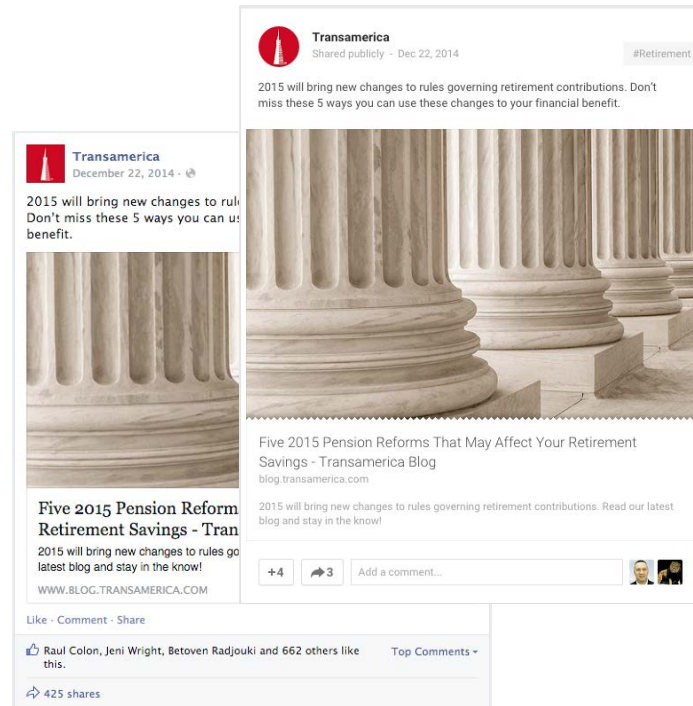 Transamerica
Shared publicly - Dec 22, 2014
#Retirement
2015 will bring new changes to rules governing retirement contributions. Don't
miss these 5 ways you can use these changes to your financial benefit.
Five 2015 Pension Reforms That May Affect Your Retirement
Savings - Transamerica Blog
blog.transamerica.com
2015 will bring new changes to rules governing retirement contributions. Read our latest
blog and stay in the know!
+4
3
Add a comment...
Transamerica
December 22, 2014 ·
2015 will bring new changes to rul
Don't miss these 5 ways you can us
benefit.
Five 2015 Pension Reform
Retirement Savings - Tran
2015 will bring new changes to rules go
latest blog and stay in the know!
WWW.BLOG.TRANSAMERICA.COM
Like · Comment · Share
Raul Colon, Jeni Wright, Betoven Radjouki and 662 others like
this.
Top Comments
425 shares